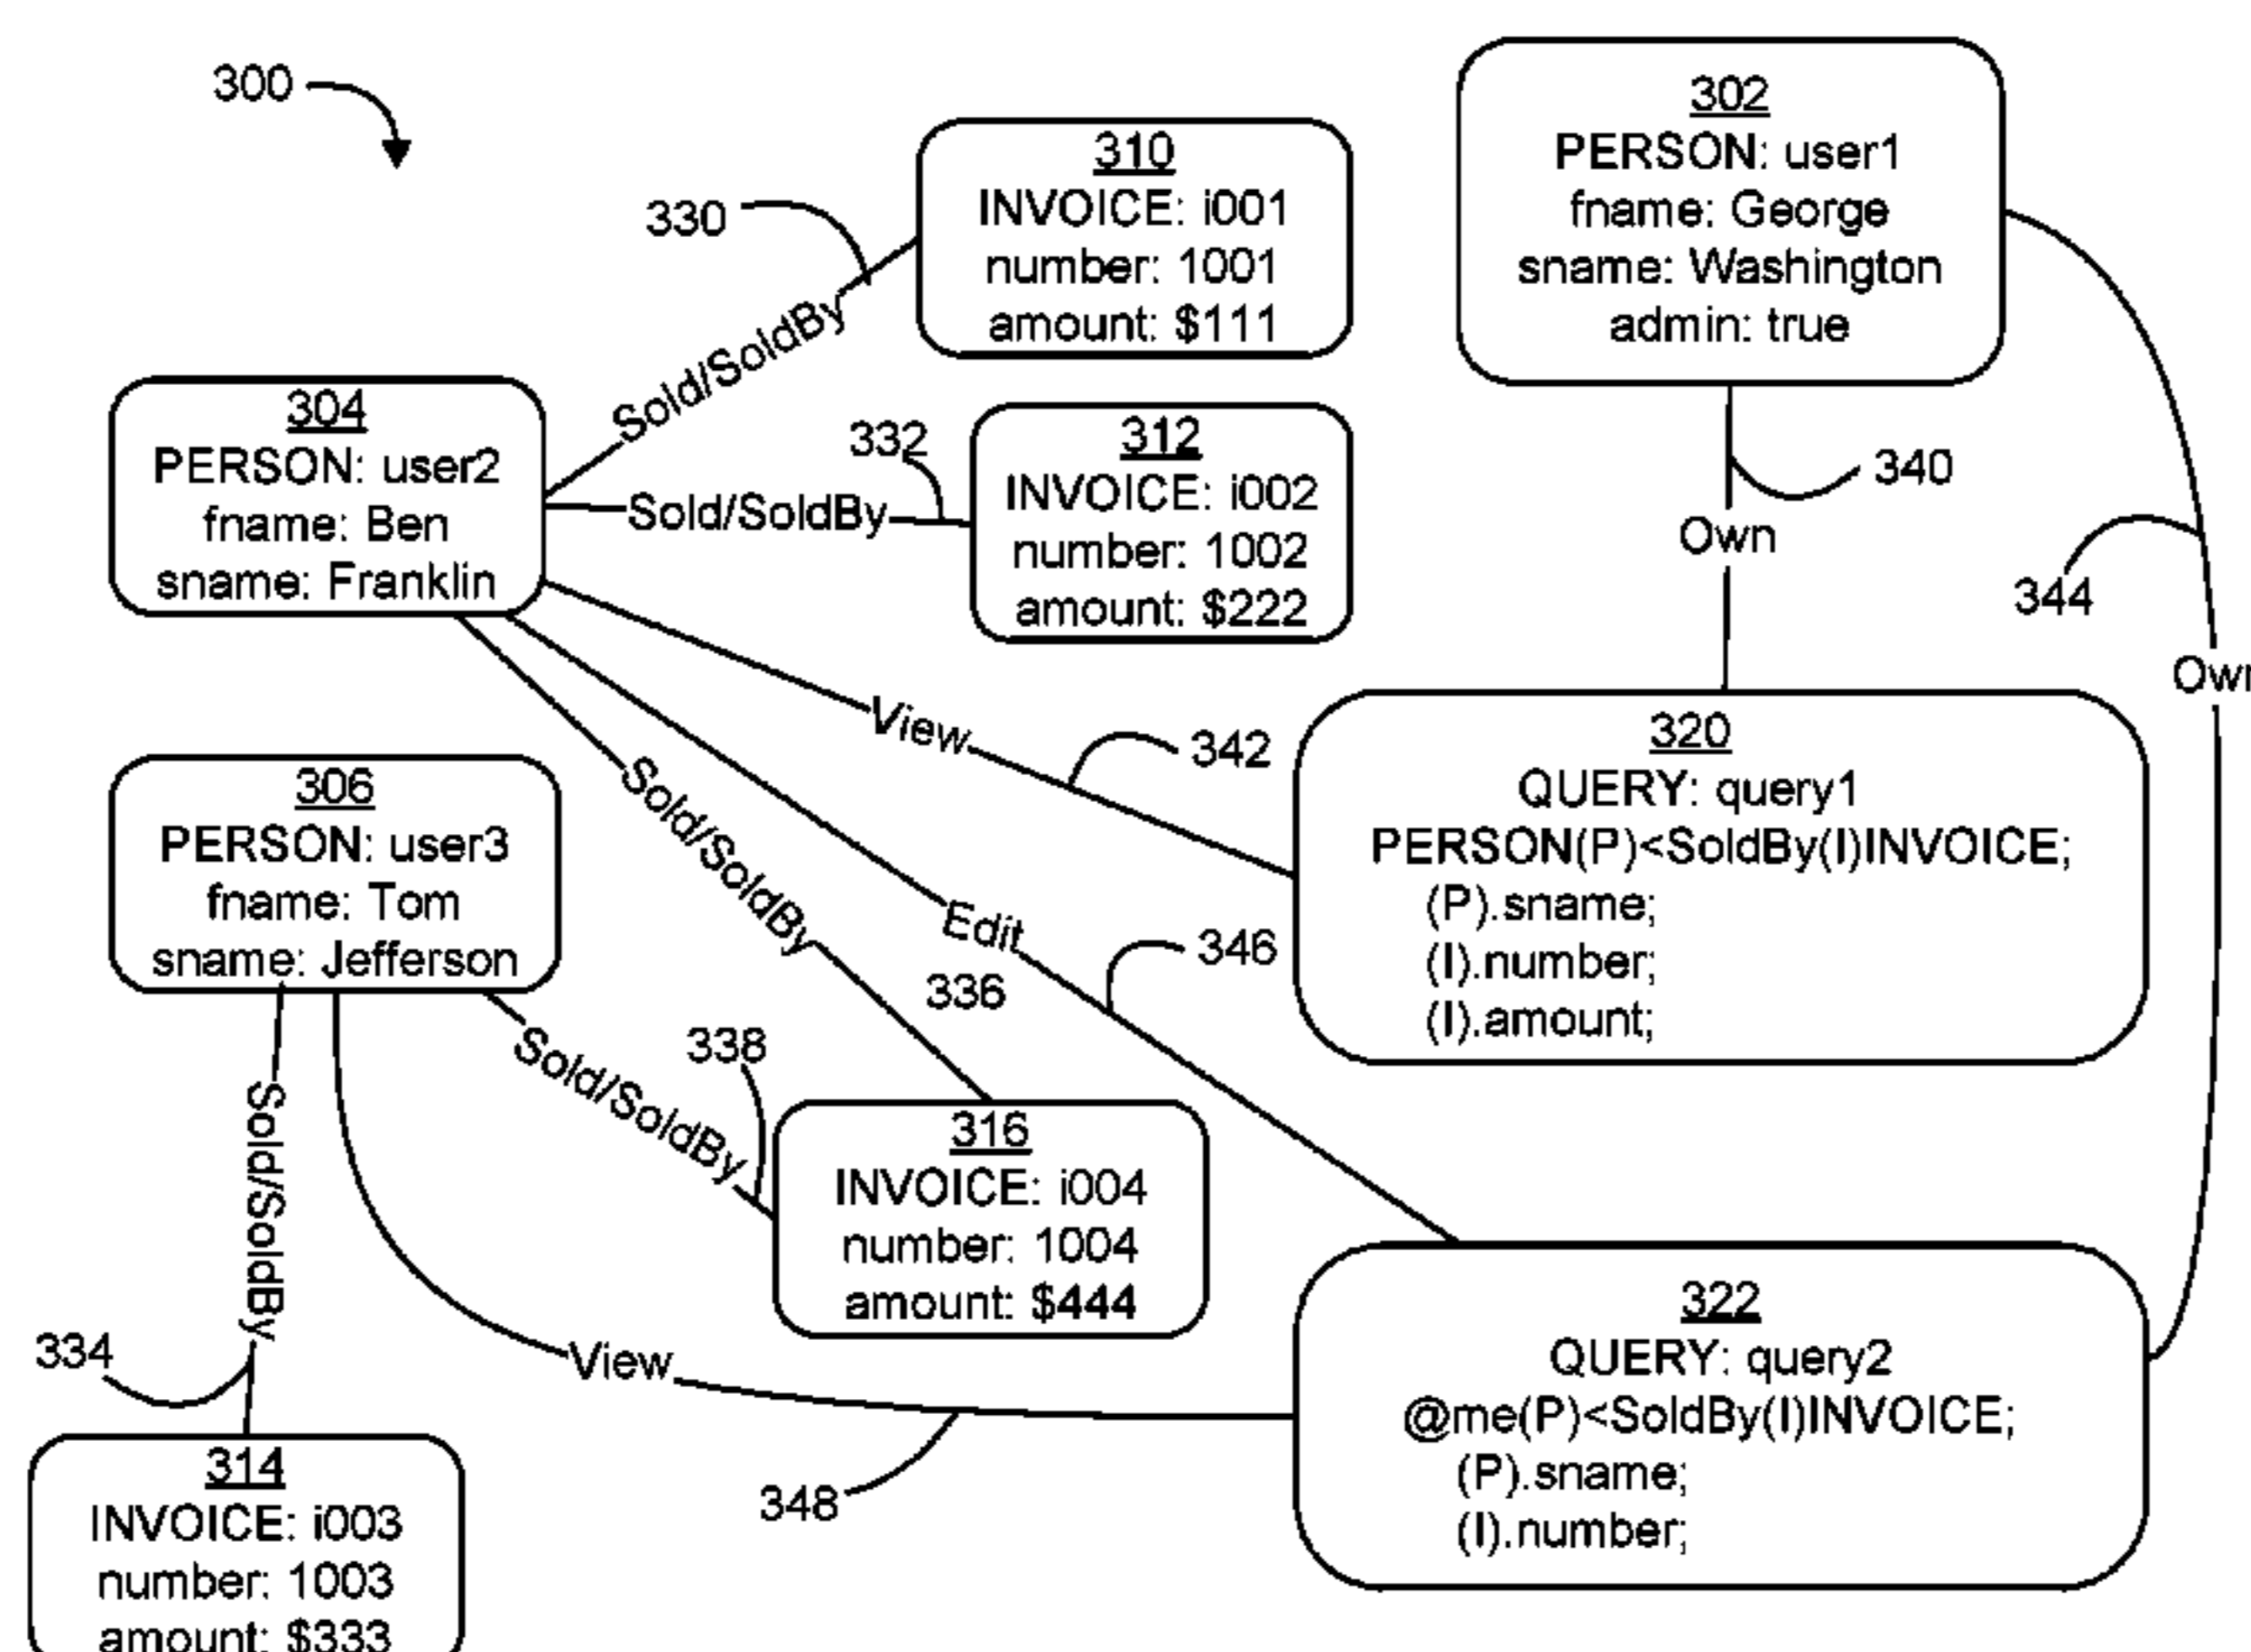 300
302
PERSON: user1
fname: George
sname: Washington
admin: true
310
INVOICE: i001
number: 1001
amount: $111
330
Sold/SoldBy
304
PERSON: user2
fname: Ben
sname: Franklin
332
Sold/SoldBy
312
INVOICE: i002
number: 1002
amount: $222
340
Own
344
Own
View
342
320
QUERY: query1
PERSON(P)<SoldBy(I)INVOICE;
(P).sname;
(I).number;
(I).amount;
306
PERSON: user3
fname: Tom
sname: Jefferson
Sold/SoldBy
336
Edit
346
Sold/SoldBy
338
316
INVOICE: i004
number: 1004
amount: $444
Sold/SoldBy
334
View
348
322
QUERY: query2
@me(P)<SoldBy(I)INVOICE;
(P).sname;
(I).number;
314
INVOICE: i003
number: 1003
amount: $333